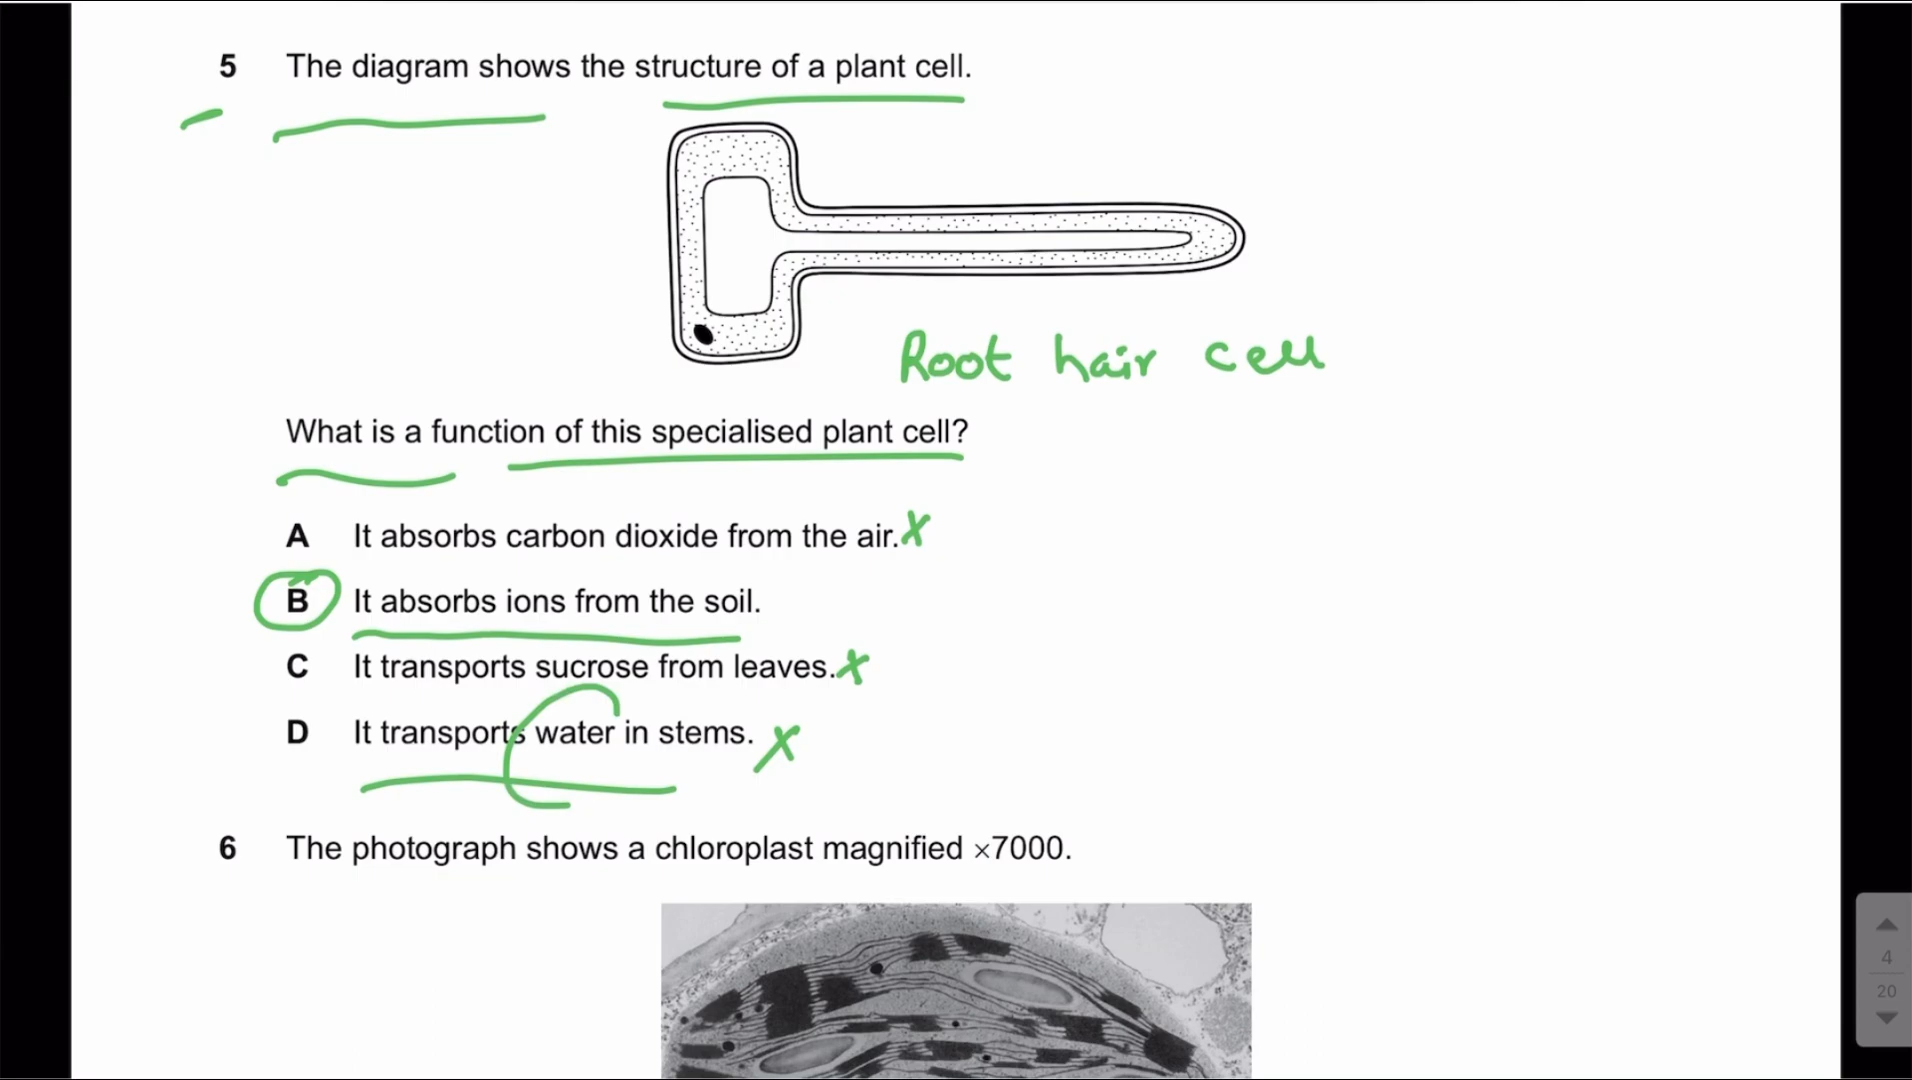 5 The diagram shows the structure of a plant cell.
Root hair cell
What is a function of this specialised plant cell?
A It absorbs carbon dioxide from the air. X
B It absorbs ions from the soil.
C It transports sucrose from leaves. X
D It transports water in stems. X
6 The photograph shows a chloroplast magnified ×7000.
4
20